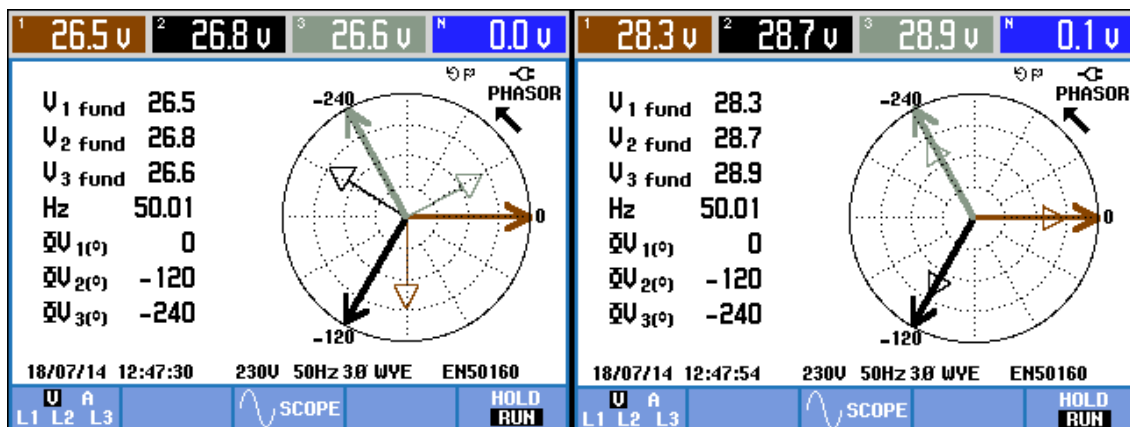 1 26.5 V 2 26.8 V 3 26.6 V N 0.0 V
PHASOR
V1 fund 26.5
V2 fund 26.8
V3 fund 26.6
Hz 50.01
ΦV1(°) 0
ΦV2(°) -120
ΦV3(°) -240
-240
0
-120
18/07/14 12:47:30 230V 50Hz 3Ø WYE EN50160
V A
L1 L2 L3
SCOPE
HOLD
RUN
1 28.3 V 2 28.7 V 3 28.9 V N 0.1 V
PHASOR
V1 fund 28.3
V2 fund 28.7
V3 fund 28.9
Hz 50.01
ΦV1(°) 0
ΦV2(°) -120
ΦV3(°) -240
-240
0
-120
18/07/14 12:47:54 230V 50Hz 3Ø WYE EN50160
V A
L1 L2 L3
SCOPE
HOLD
RUN